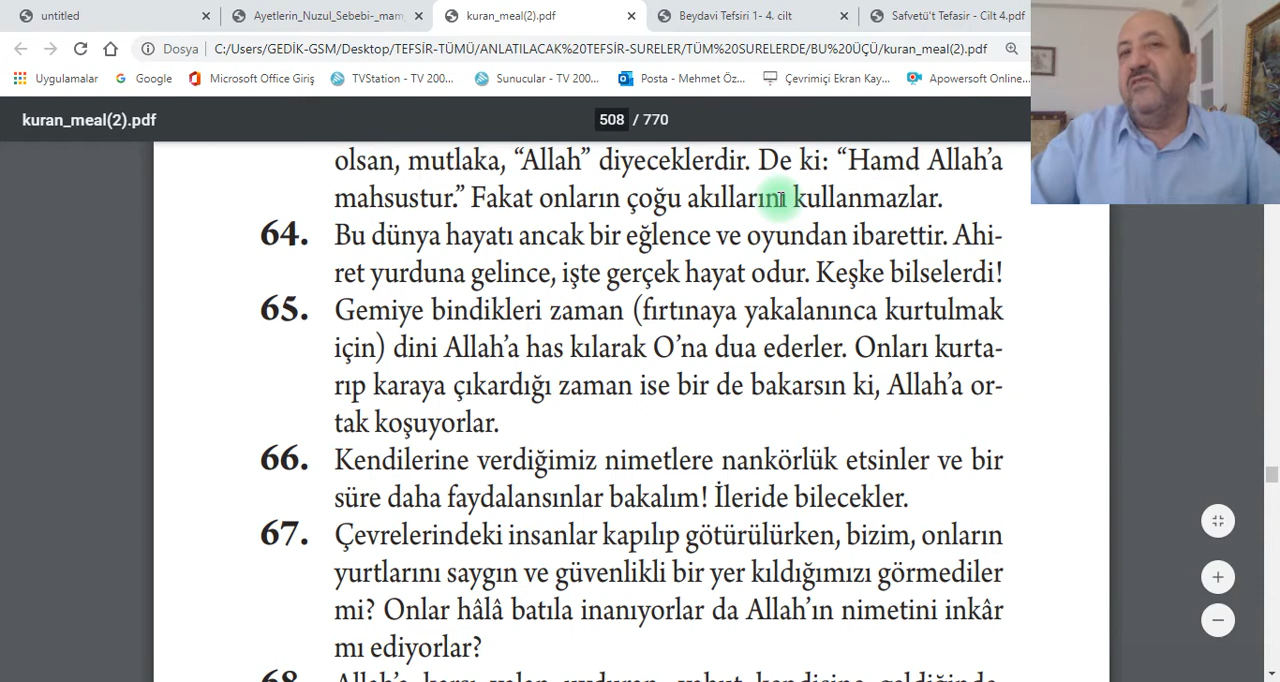 untitled
Ayetlerin_Nuzul_Sebebi-_mam
kuran_meal(2).pdf
Beydavi Tefsiri 1- 4. cilt
Safvetü't Tefasir - Cilt 4.pdf
Dosya
C:/Users/GEDİK-GSM/Desktop/TEFSİR-TÜMÜ/ANLATILACAK%20TEFSİR-SURELER/TÜM%20SURELERDE/BU%20ÜÇÜ/kuran_meal(2).pdf
Uygulamalar
Google
Microsoft Office Giriş
TVStation - TV 200...
Sunucular - TV 200...
Posta - Mehmet Öz...
Çevrimiçi Ekran Kay...
Apowersoft Online...
kuran_meal(2).pdf
508 / 770
olsan, mutlaka, “Allah” diyeceklerdir. De ki: “Hamd Allah’a
mahsustur.” Fakat onların çoğu akıllarını kullanmazlar.
64. Bu dünya hayatı ancak bir eğlence ve oyundan ibarettir. Ahi-
ret yurduna gelince, işte gerçek hayat odur. Keşke bilselerdi!
65. Gemiye bindikleri zaman (fırtınaya yakalanınca kurtulmak
için) dini Allah’a has kılarak O’na dua ederler. Onları kurta-
rıp karaya çıkardığı zaman ise bir de bakarsın ki, Allah’a or-
tak koşuyorlar.
66. Kendilerine verdiğimiz nimetlere nankörlük etsinler ve bir
süre daha faydalansınlar bakalım! İleride bilecekler.
67. Çevrelerindeki insanlar kapılıp götürülürken, bizim, onların
yurtlarını saygın ve güvenlikli bir yer kıldığımızı görmediler
mi? Onlar hâlâ batıla inanıyorlar da Allah’ın nimetini inkâr
mı ediyorlar?
68. Allah’a karşı yalan uyduran, yahut kendisine geldiğinde,